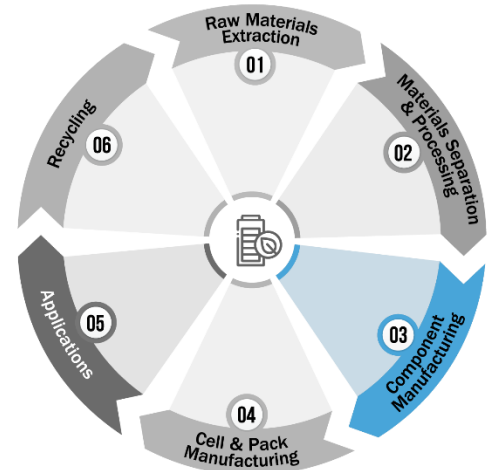 Raw Materials
Extraction
01
Materials Separation
& Processing
02
03
Component
Manufacturing
04
Cell & Pack
Manufacturing
05
Applications
06
Recycling